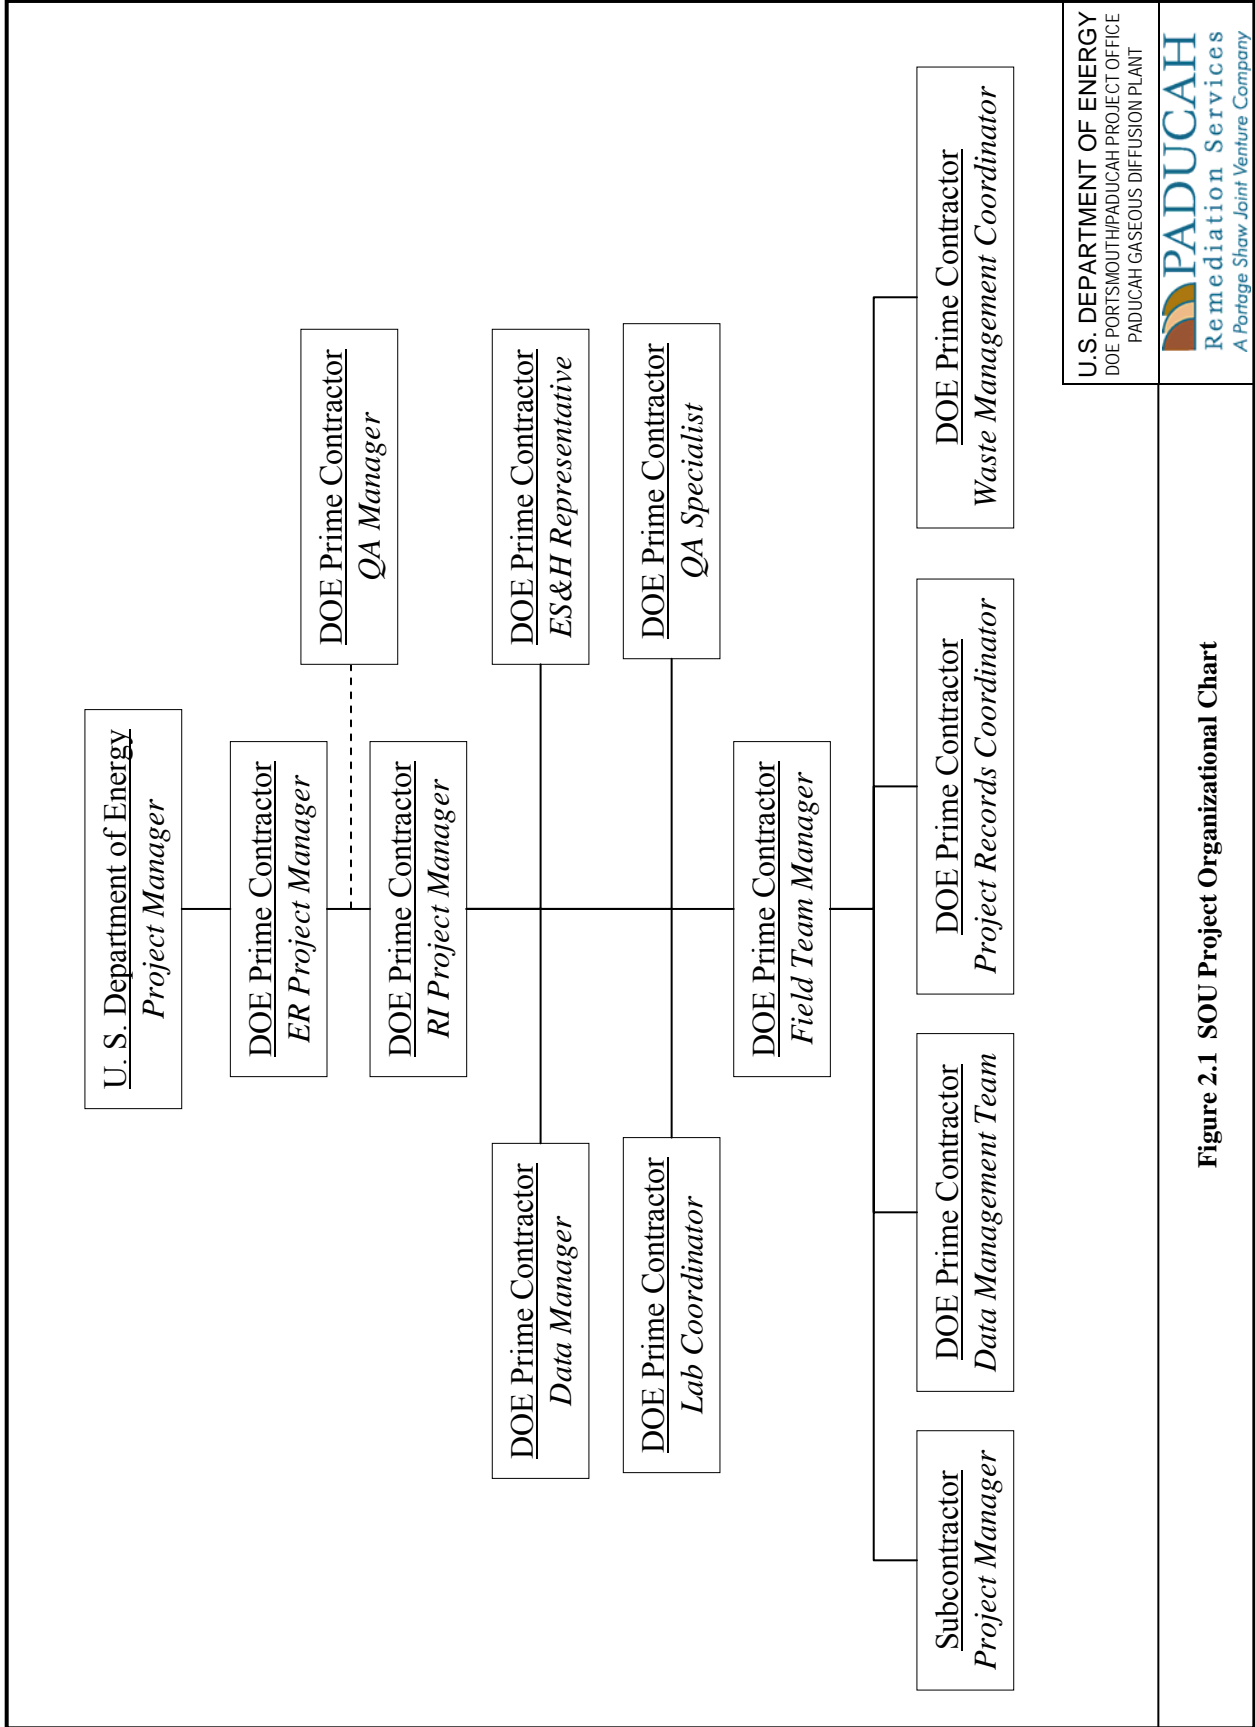 U. S. Department of Energy
Project Manager
DOE Prime Contractor
ER Project Manager
DOE Prime Contractor
QA Manager
DOE Prime Contractor
RI Project Manager
DOE Prime Contractor
Data Manager
DOE Prime Contractor
ES&H Representative
DOE Prime Contractor
Lab Coordinator
DOE Prime Contractor
QA Specialist
DOE Prime Contractor
Field Team Manager
Subcontractor
Project Manager
DOE Prime Contractor
Data Management Team
DOE Prime Contractor
Project Records Coordinator
DOE Prime Contractor
Waste Management Coordinator
U.S. DEPARTMENT OF ENERGY
DOE PORTSMOUTH/PADUCAH PROJECT OFFICE
PADUCAH GASEOUS DIFFUSION PLANT
PADUCAH
Remediation Services
A Portage Shaw Joint Venture Company
Figure 2.1 SOU Project Organizational Chart